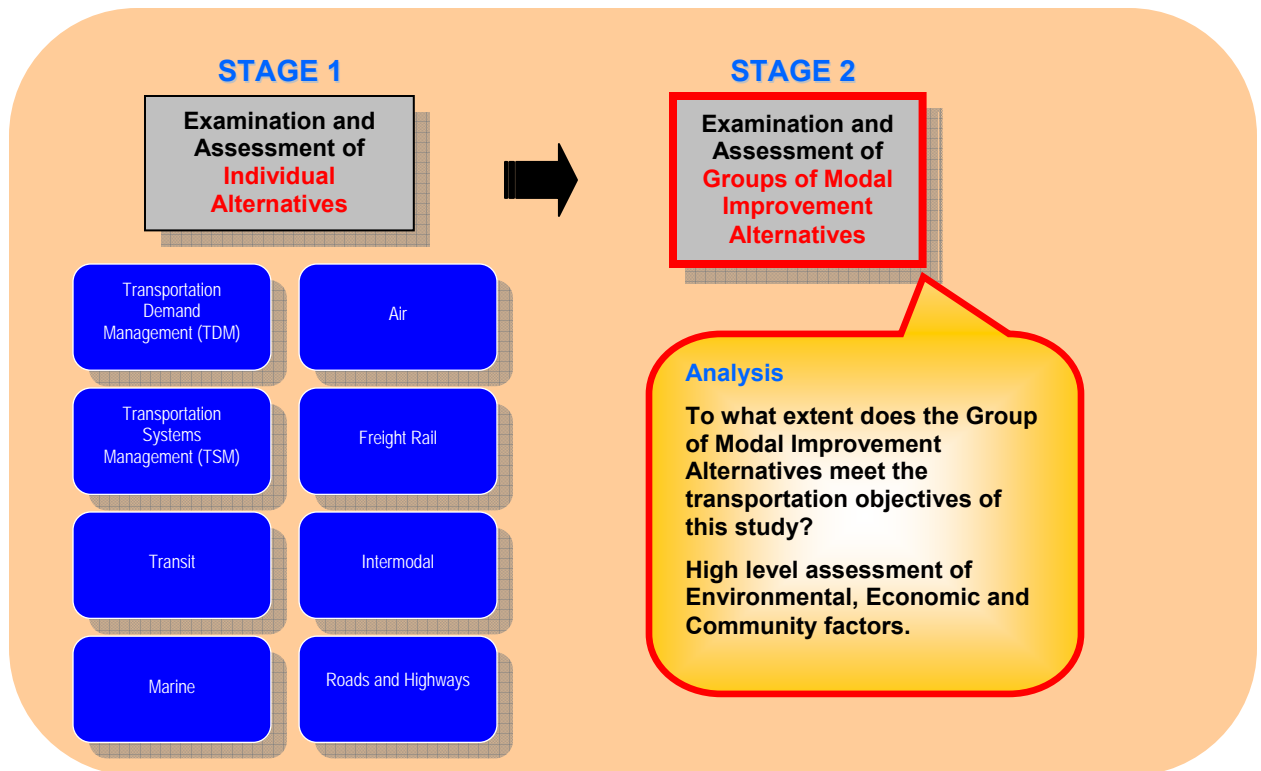 STAGE 1
Examination and
Assessment of
Individual
Alternatives
Transportation
Demand
Management (TDM)
Air
Transportation
Systems
Management (TSM)
Freight Rail
Transit
Intermodal
Marine
Roads and Highways
STAGE 2
Examination and
Assessment of
Groups of Modal
Improvement
Alternatives
Analysis
To what extent does the Group
of Modal Improvement
Alternatives meet the
transportation objectives of
this study?
High level assessment of
Environmental, Economic and
Community factors.